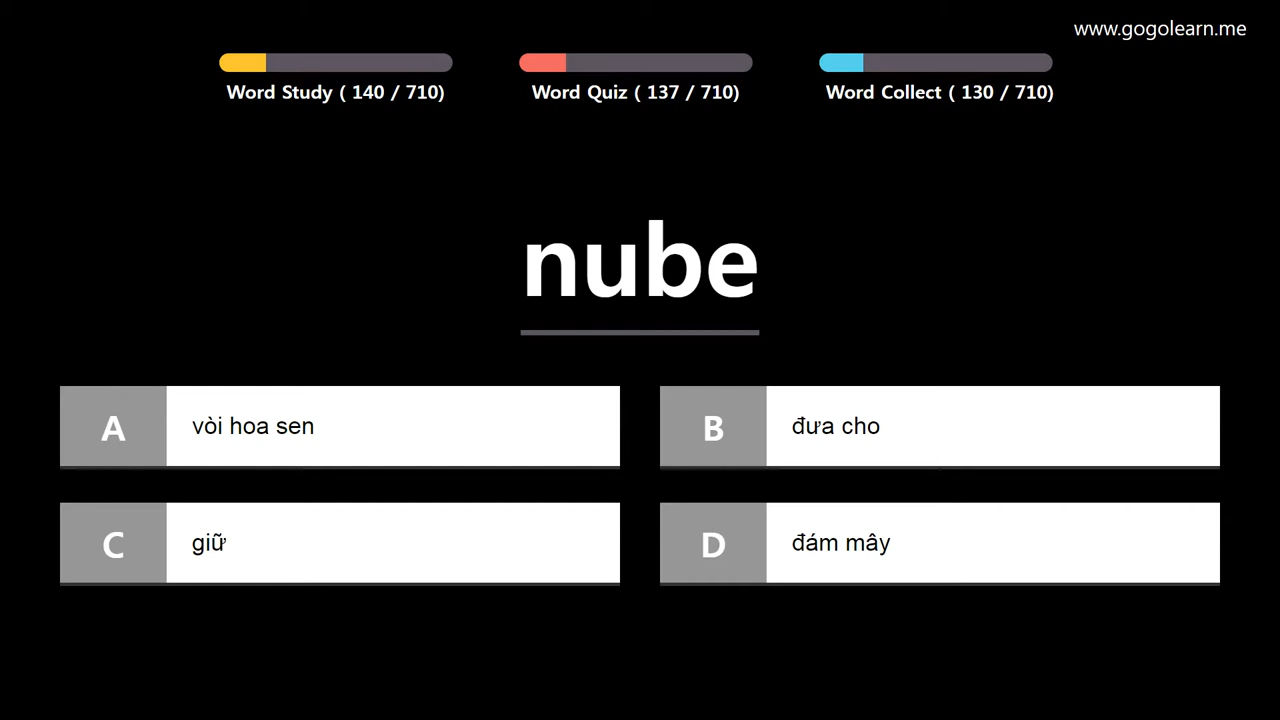 www.gogolearn.me
Word Study ( 140 / 710)
Word Quiz ( 137 / 710)
Word Collect ( 130 / 710)
nube
A vòi hoa sen
B đưa cho
C giữ
D đám mây